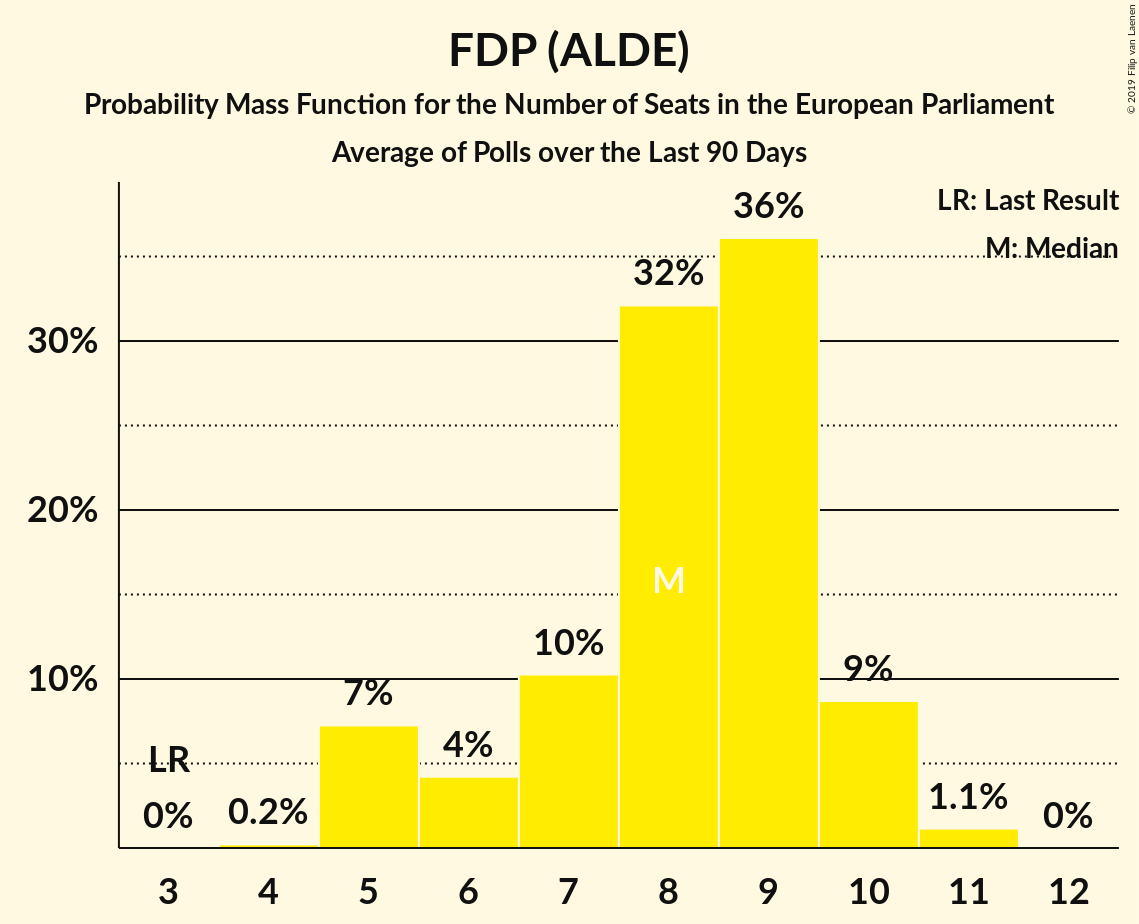 FDP (ALDE)
Probability Mass Function for the Number of Seats in the European Parliament
Average of Polls over the Last 90 Days
© 2019 Filip van Laenen
LR: Last Result
M: Median
36%
32%
30%
20%
M
10%
10%
9%
7%
4%
LR
0%
0.2%
1.1%
0%
3 4 5 6 7 8 9 10 11 12